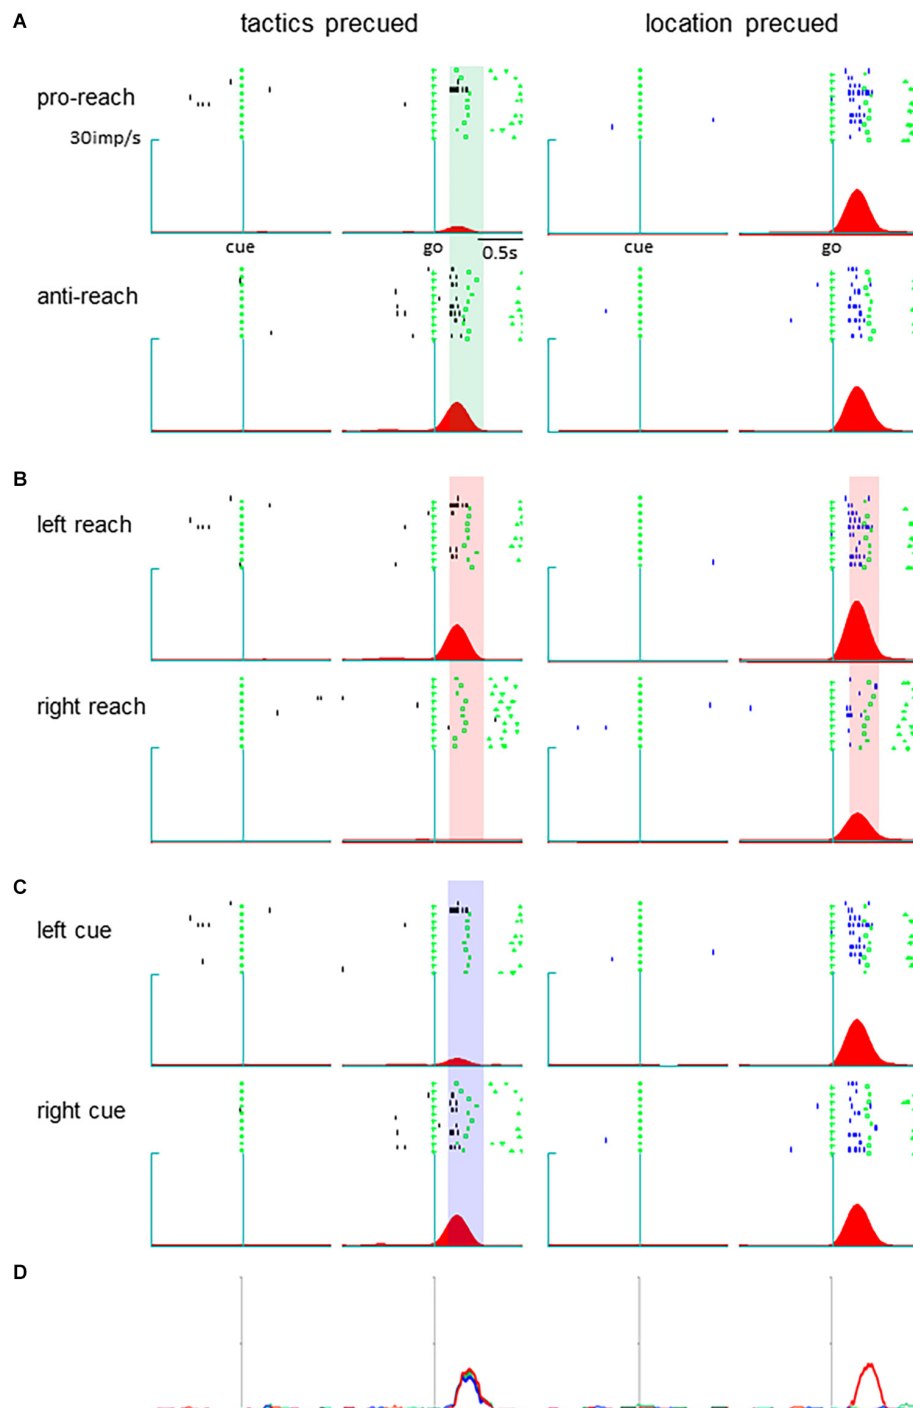 A
tactics precued location precued
pro-reach
30imp/s
cue go cue go
0.5s
anti-reach
B
left reach
right reach
C
left cue
right cue
D